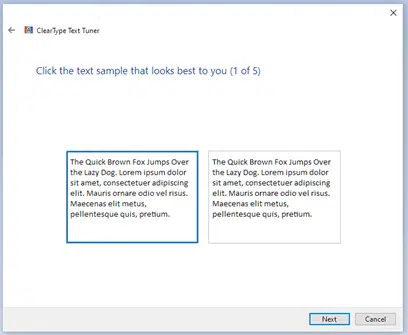 ClearType Text Tuner
Click the text sample that looks best to you (1 of 5)
The Quick Brown Fox Jumps Over
the Lazy Dog. Lorem ipsum dolor
sit amet, consectetuer adipiscing
elit. Mauris ornare odio vel risus.
Maecenas elit metus,
pellentesque quis, pretium.
The Quick Brown Fox Jumps Over
the Lazy Dog. Lorem ipsum dolor
sit amet, consectetuer adipiscing
elit. Mauris ornare odio vel risus.
Maecenas elit metus,
pellentesque quis, pretium.
Next
Cancel